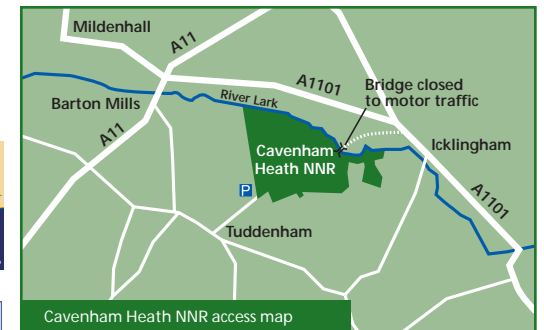 Mildenhall
A11
A1101
Bridge closed
to motor traffic
Barton Mills
River Lark
A11
Icklingham
Cavenham
Heath NNR
A1101
P
Tuddenham
Cavenham Heath NNR access map